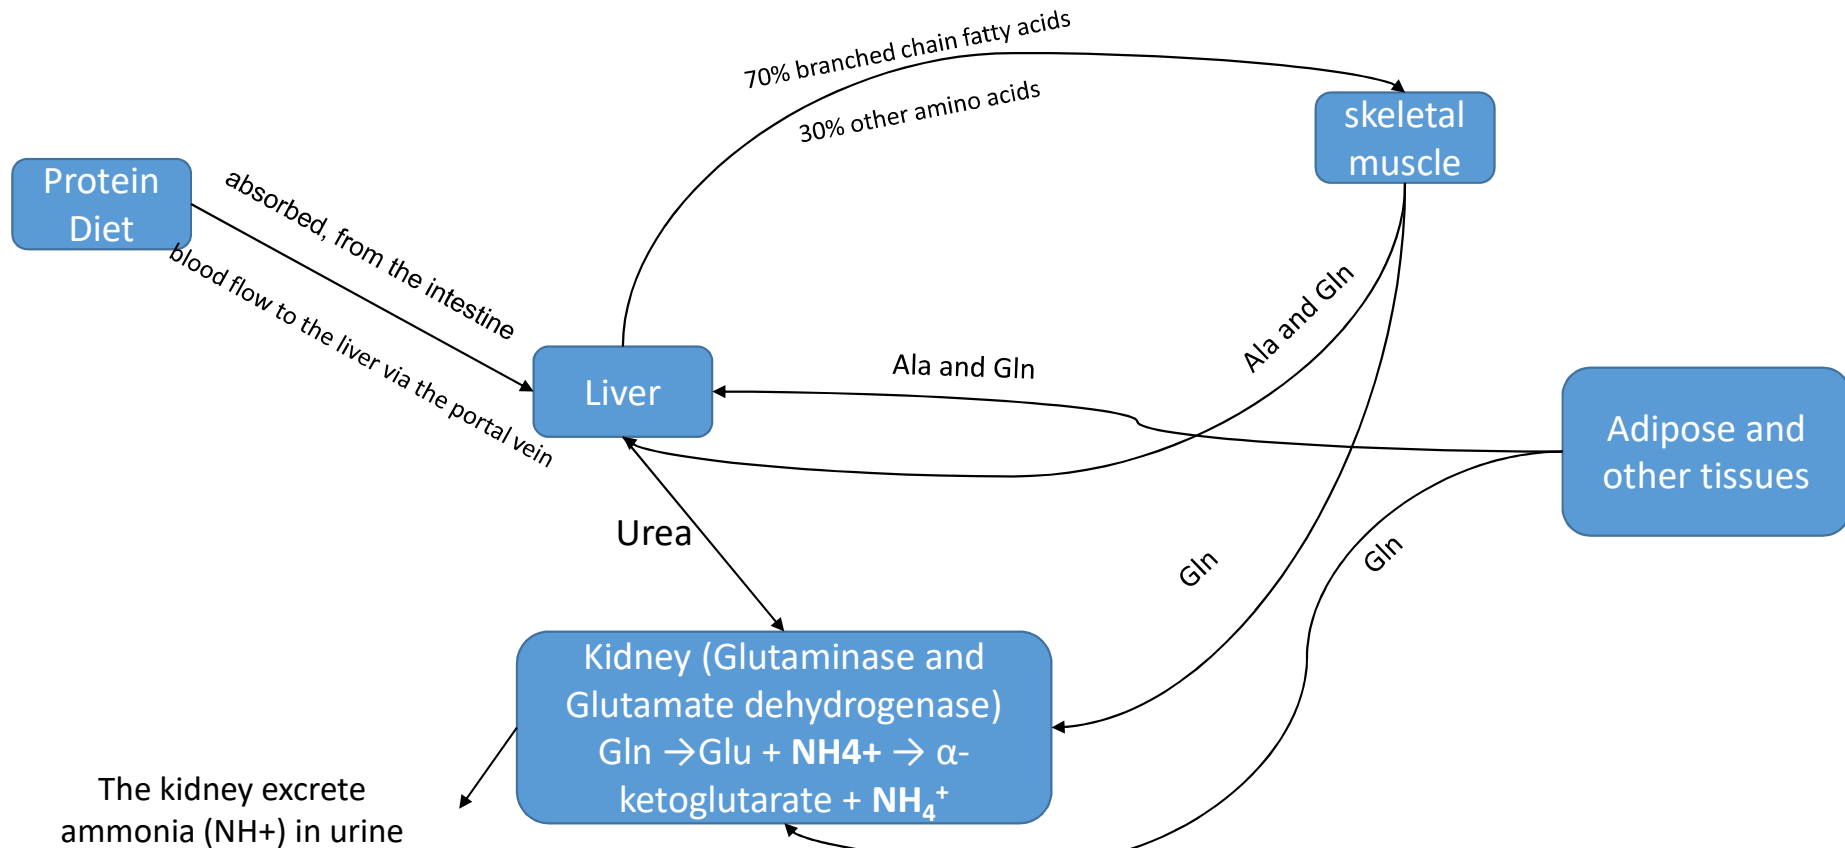 70% branched chain fatty acids
30% other amino acids
skeletal
muscle
Protein
Diet
absorbed, from the intestine
blood flow to the liver via the portal vein
Liver
Ala and Gln
Ala and Gln
Adipose and
other tissues
Urea
Gln
Gln
Kidney (Glutaminase and
Glutamate dehydrogenase)
Gln →Glu + NH4+ → α-
ketoglutarate + NH₄⁺
The kidney excrete
ammonia (NH+) in urine